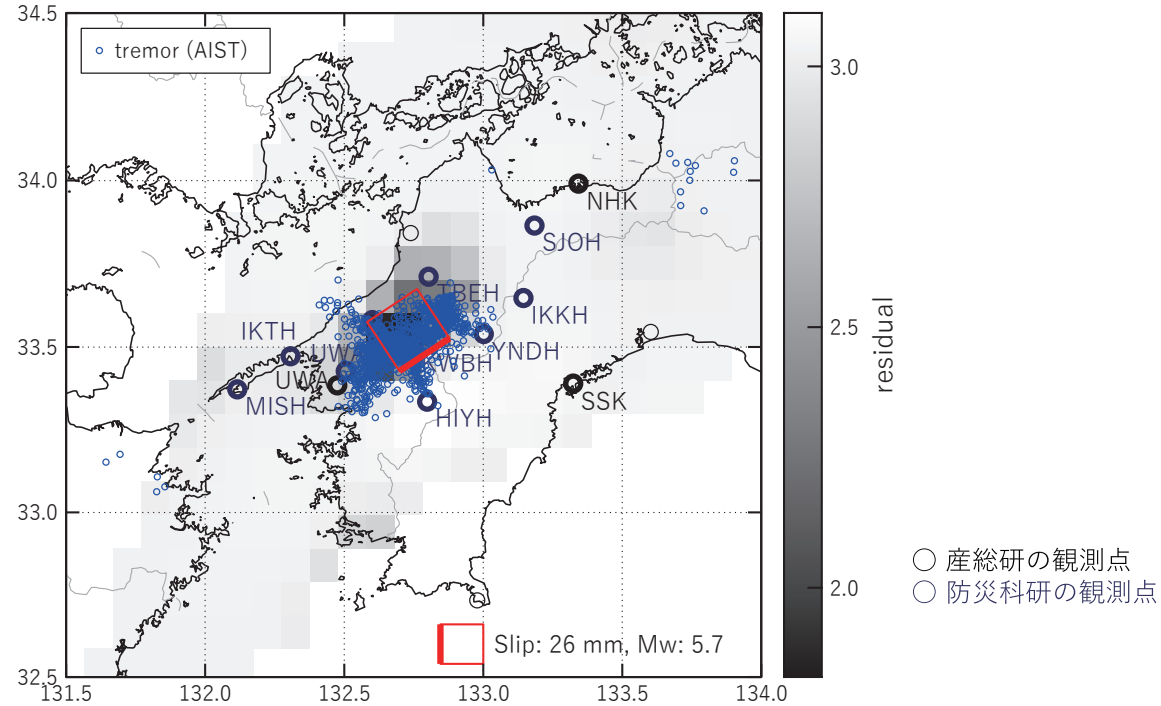 34.5
tremor (AIST)
3.0
34.0
NHK
SJOH
TBEH
IKKH
IKTH
UWA
YNDH
2.5
33.5
WBH
UWA
MISH
SSK
HIYH
residual
33.0
産総研の観測点
防災科研の観測点
2.0
Slip: 26 mm, Mw: 5.7
32.5
131.5
132.0
132.5
133.0
133.5
134.0